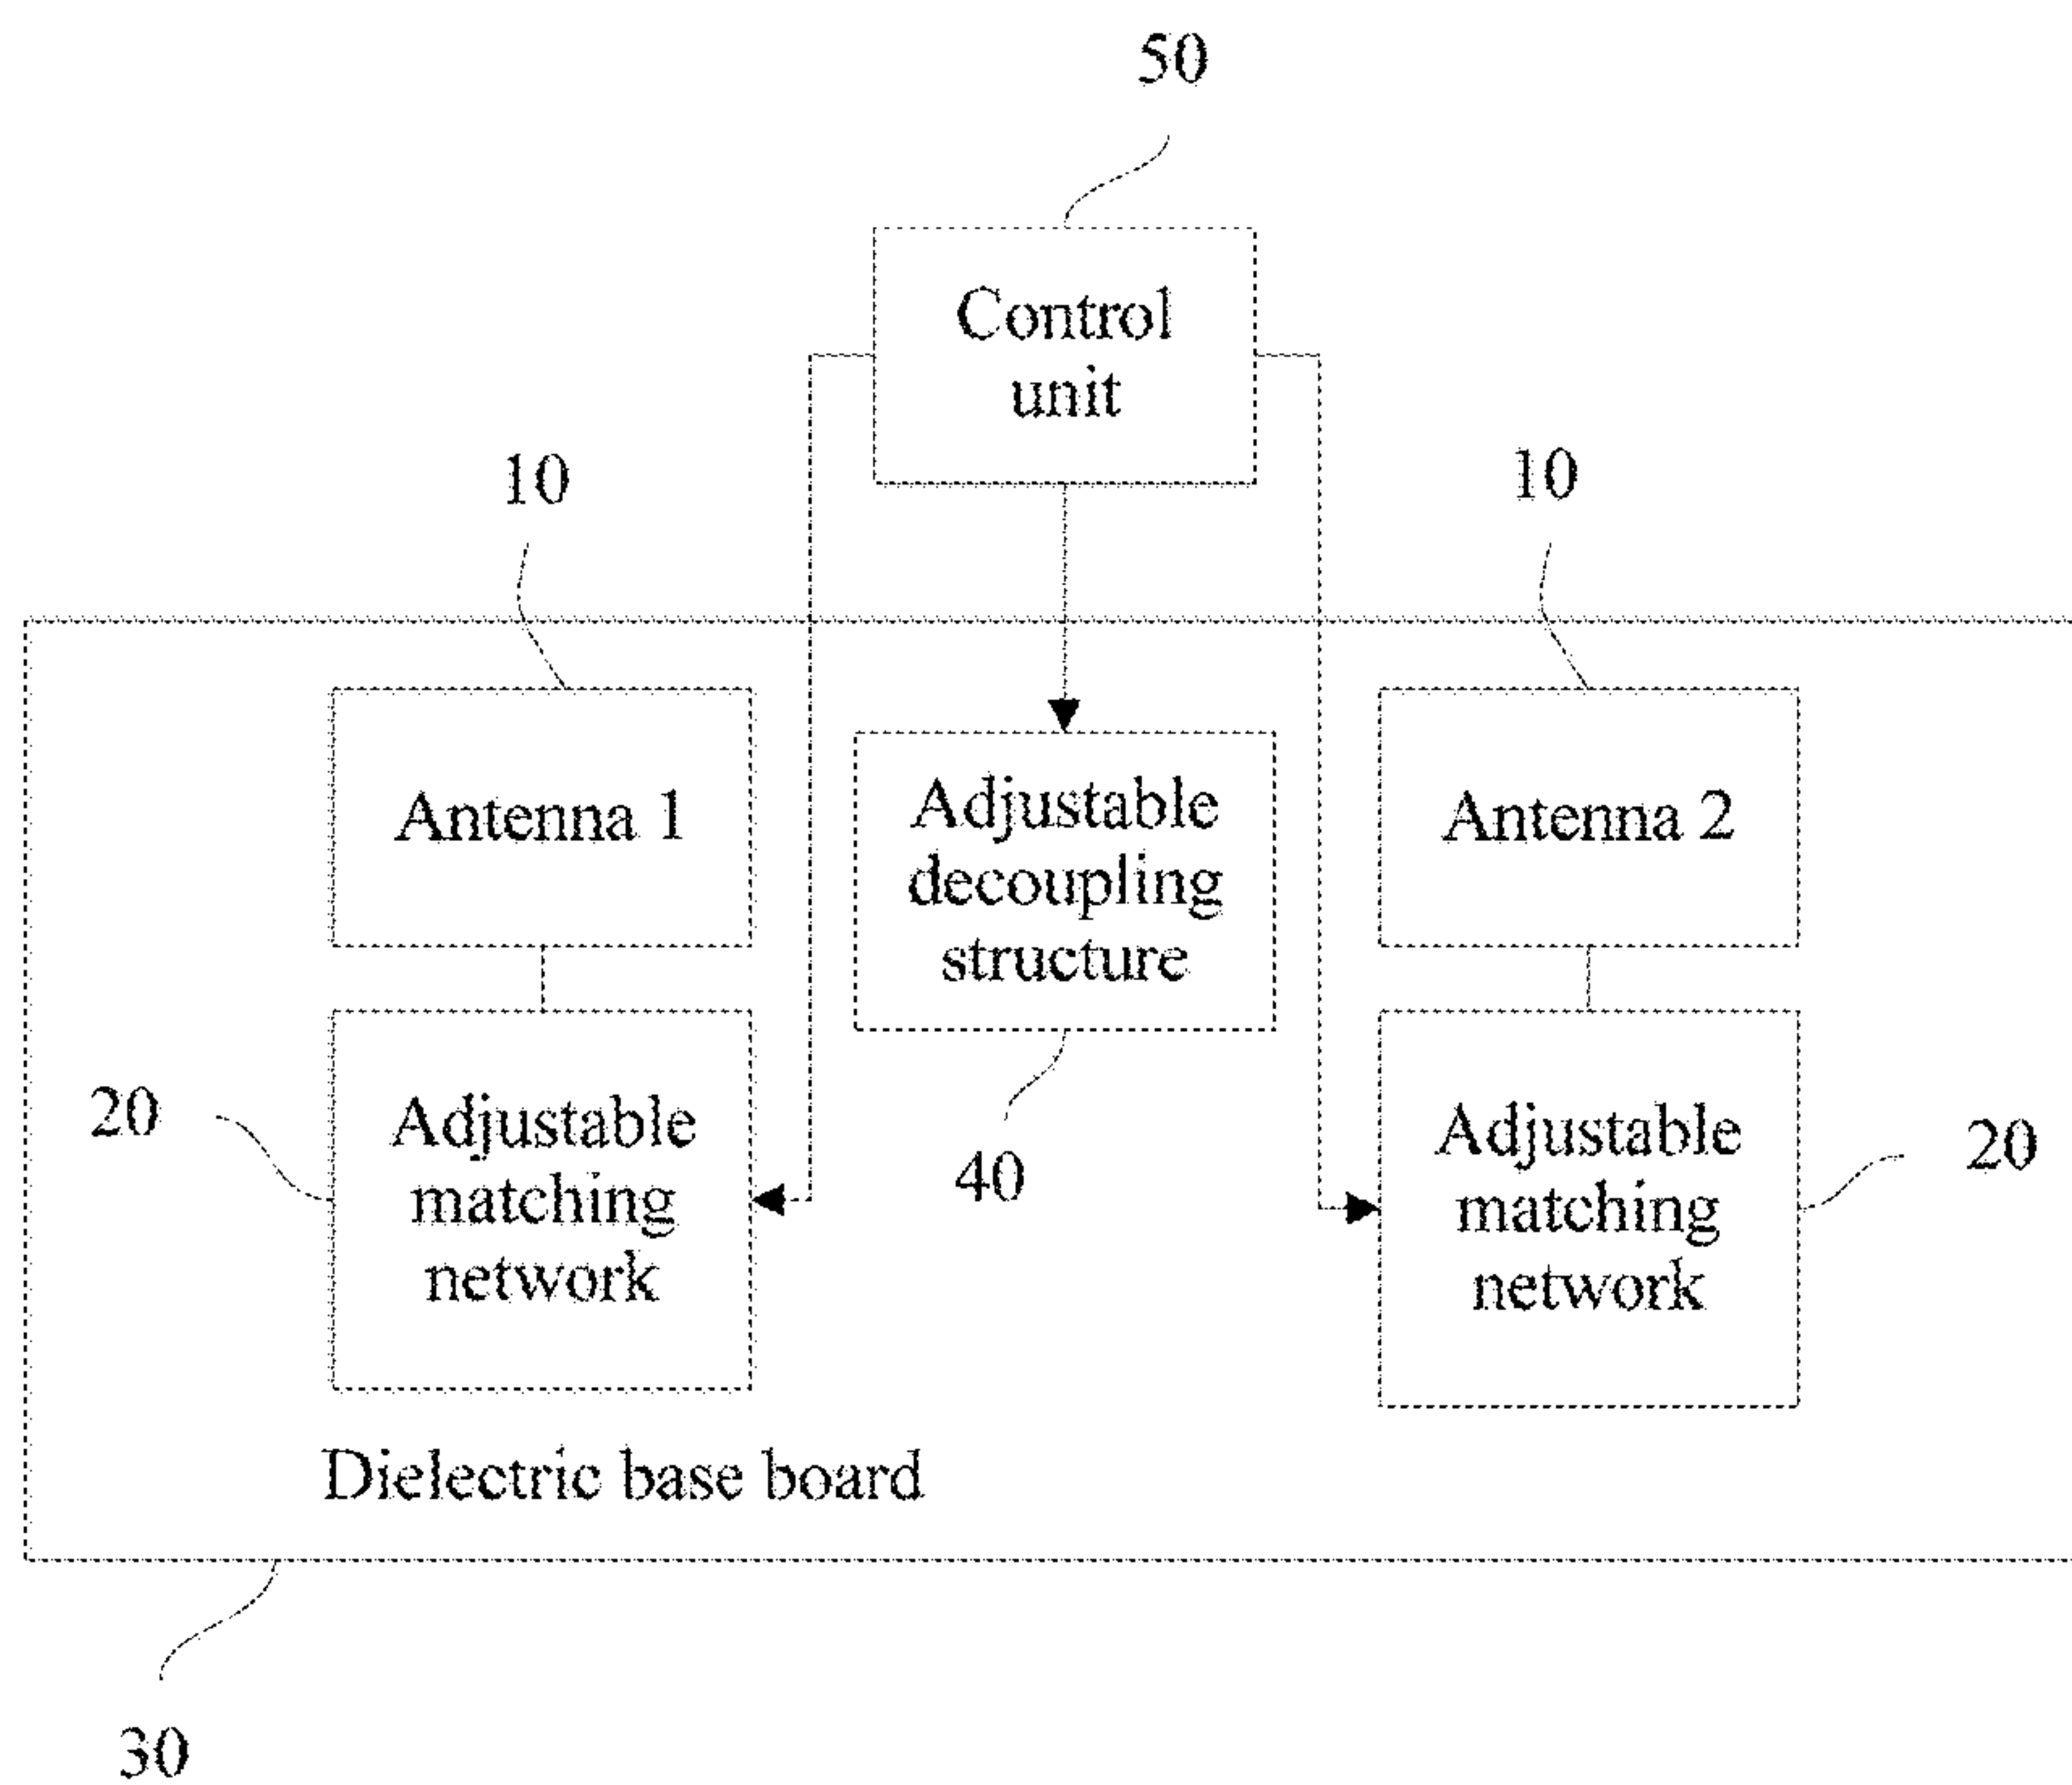 50
Control
unit
10
10
Antenna 1
Adjustable
decoupling
structure
Antenna 2
20
Adjustable
matching
network
40
Adjustable
matching
network
20
Dielectric base board
30